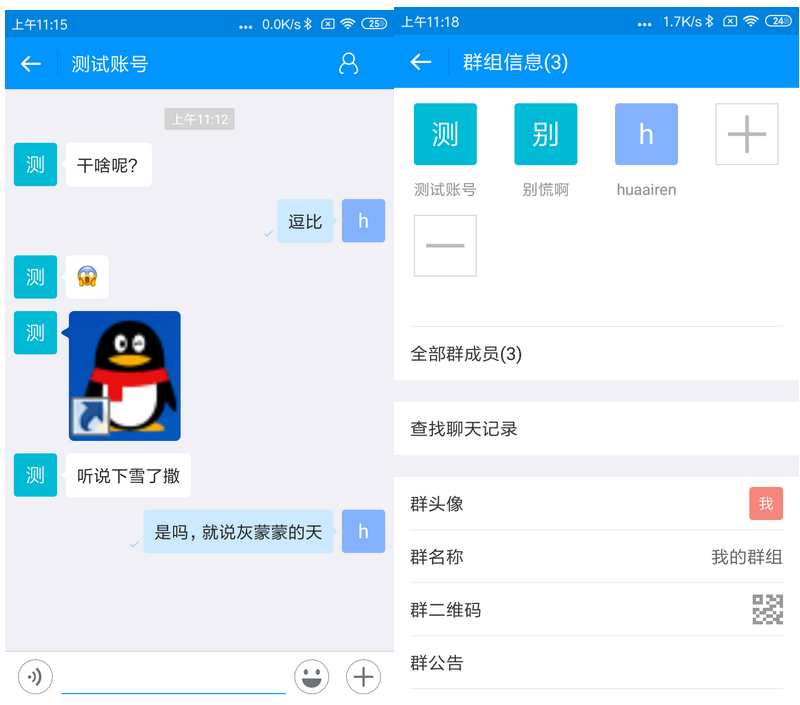 上午11:15
... 0.0K/s 25
测试账号
上午11:12
测 干啥呢?
逗比 h
测
测
测 听说下雪了撒
是吗，就说灰蒙蒙的天 h
上午11:18
... 1.7K/s 24
群组信息(3)
测 别 h
测试账号 别慌啊 huaairen
全部群成员(3)
查找聊天记录
群头像 我
群名称 我的群组
群二维码
群公告